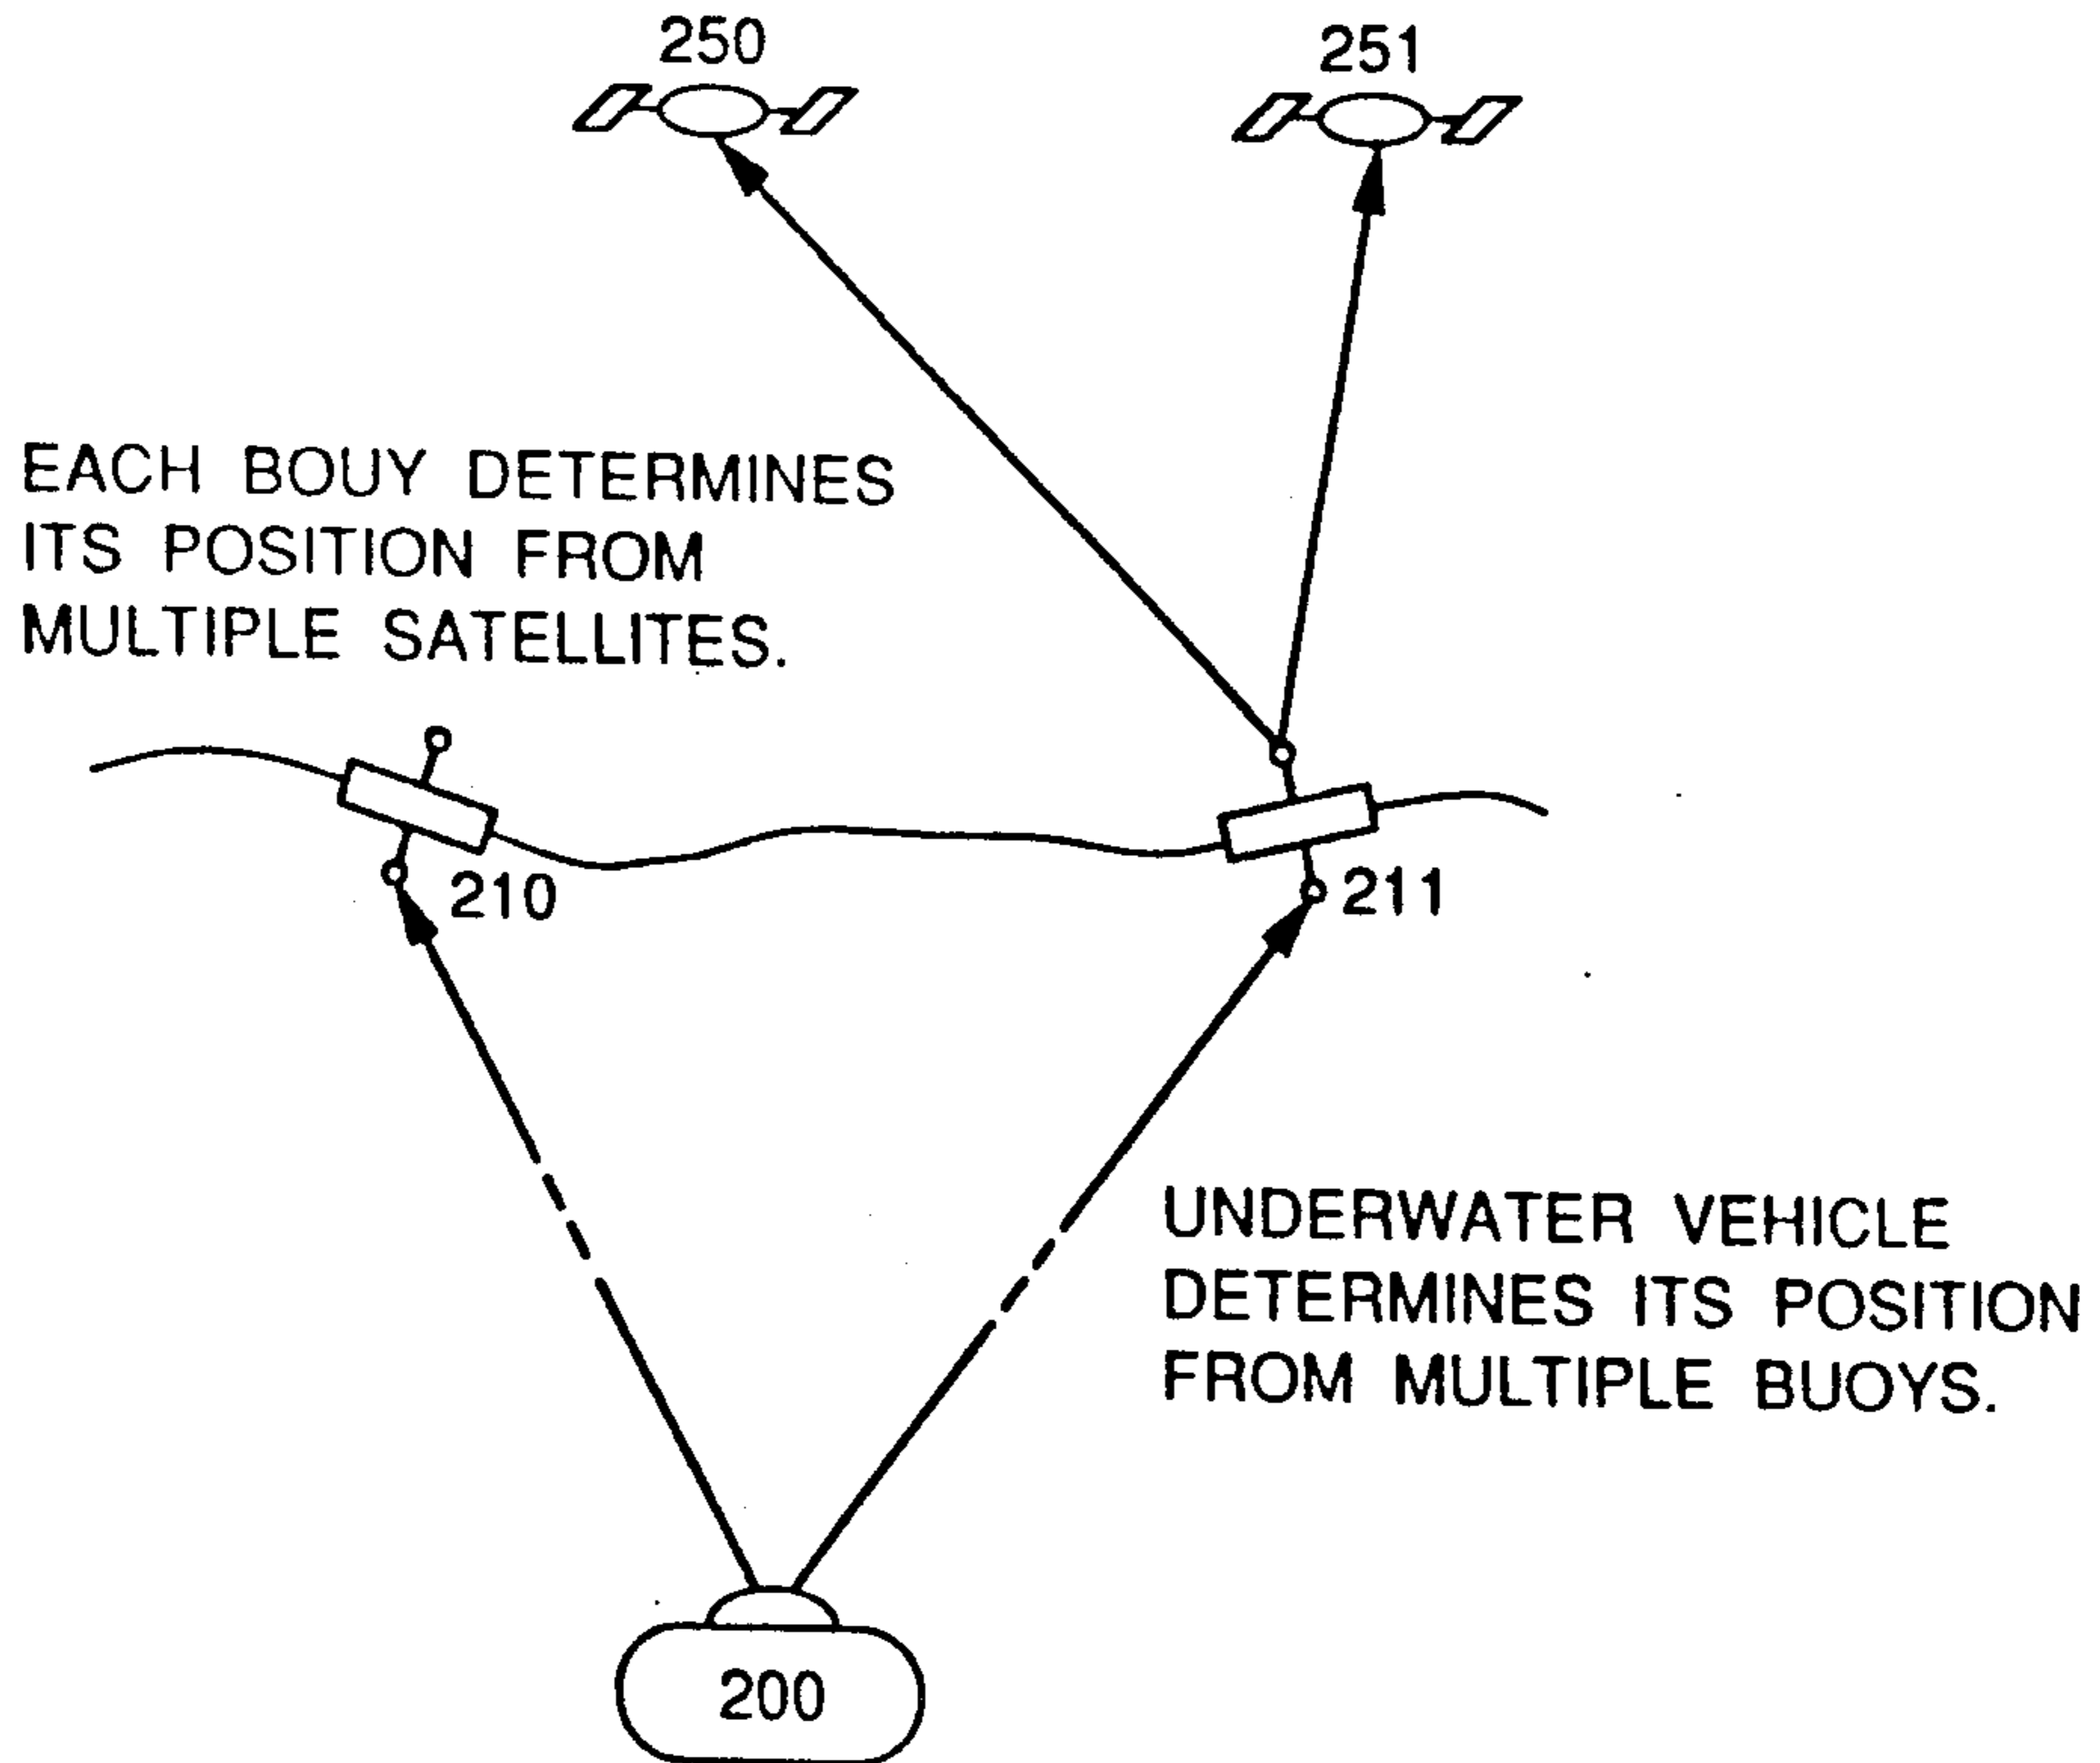 250
251
EACH BOUY DETERMINES
ITS POSITION FROM
MULTIPLE SATELLITES.
210
211
UNDERWATER VEHICLE
DETERMINES ITS POSITION
FROM MULTIPLE BUOYS.
200